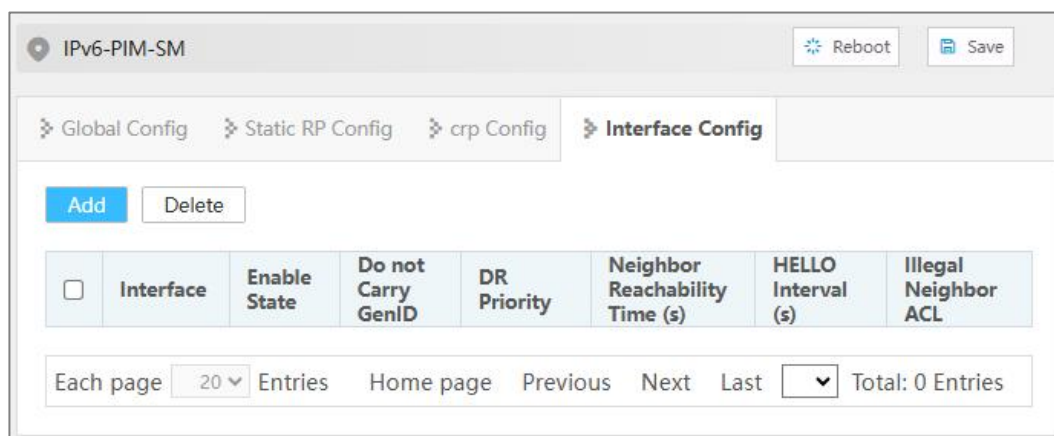 IPv6-PIM-SM Reboot Save
Global Config Static RP Config crp Config Interface Config
Add Delete
Interface Enable State Do not Carry GenID DR Priority Neighbor Reachability Time (s) HELLO Interval (s) Illegal Neighbor ACL
Each page 20 Entries Home page Previous Next Last Total: 0 Entries